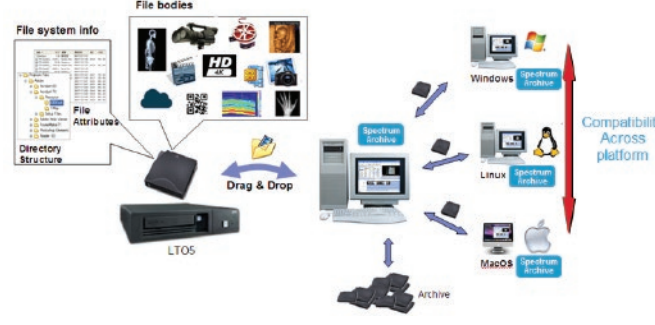 File bodies
File system info
File
Attributes
Directory
Structure
HD
4K
Drag & Drop
LTO5
Spectrum
Archive
Archive
Windows
Spectrum
Archive
Linux
Spectrum
Archive
MacOS
Spectrum
Archive
Across
platform